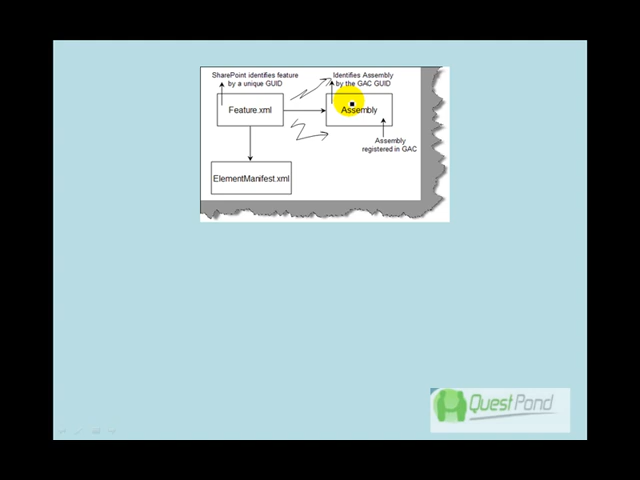 SharePoint identifies feature
by a unique GUID
Identifies Assembly
by the GAC GUID
Feature.xml
Assembly
Assembly
registered in GAC
ElementManifest.xml
QuestPond